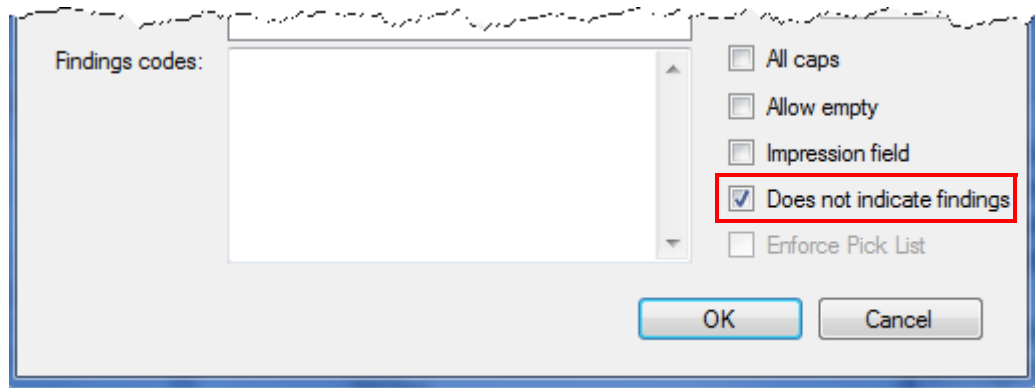 Findings codes:
All caps
Allow empty
Impression field
Does not indicate findings
Enforce Pick List
OK
Cancel